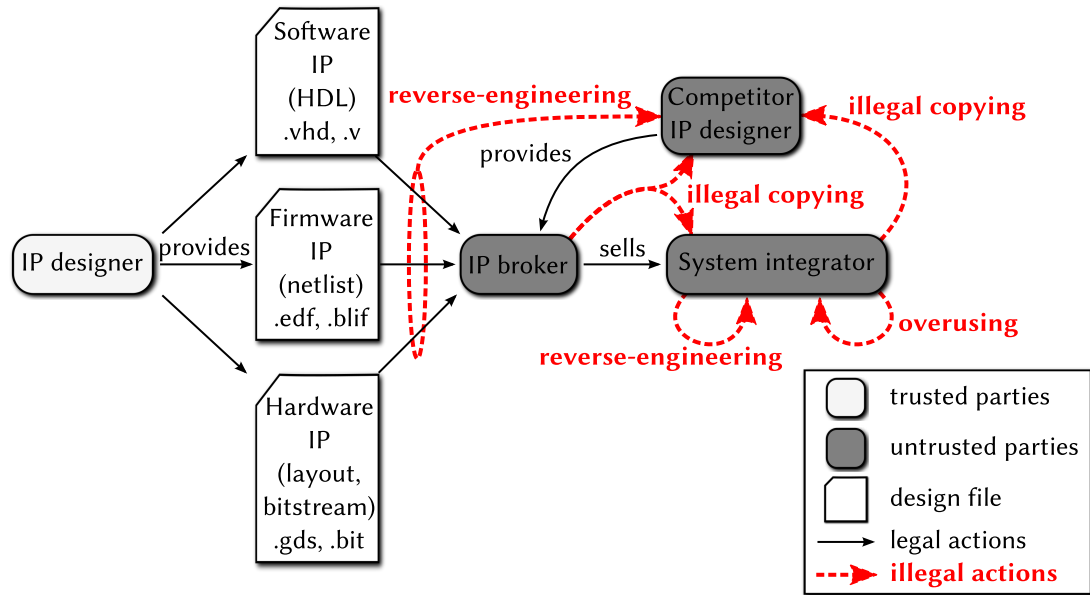 Software
IP
(HDL)
.vhd, .v
reverse-engineering
Competitor
IP designer
illegal copying
provides
illegal copying
IP designer
provides
Firmware
IP
(netlist)
.edf, .blif
IP broker
sells
System integrator
reverse-engineering
overusing
Hardware
IP
(layout,
bitstream)
.gds, .bit
trusted parties
untrusted parties
design file
legal actions
illegal actions